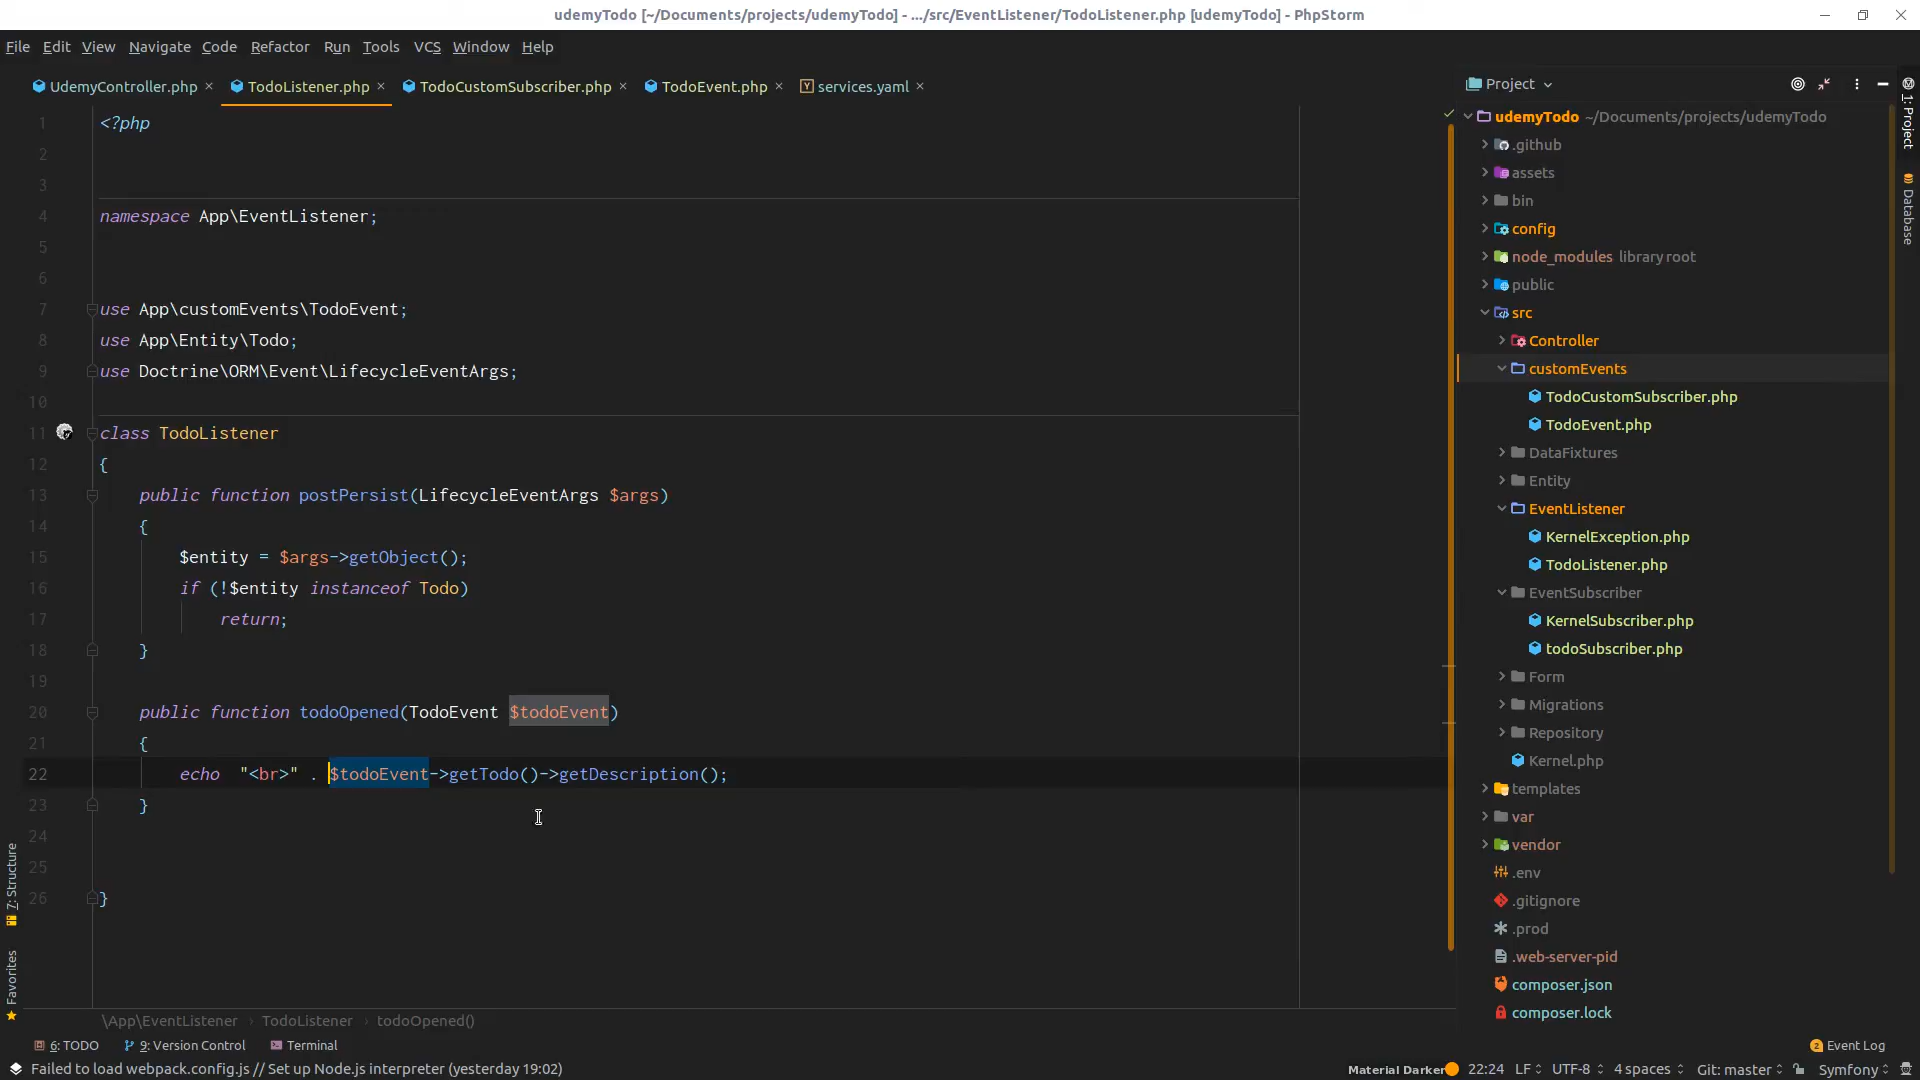 udemyTodo [~/Documents/projects/udemyTodo] - .../src/EventListener/TodoListener.php [udemyTodo] - PhpStorm
File Edit View Navigate Code Refactor Run Tools VCS Window Help
UdemyController.php × TodoListener.php × TodoCustomSubscriber.php × TodoEvent.php × services.yaml ×
1 <?php
2
3
4 namespace App\EventListener;
5
6
7 use App\customEvents\TodoEvent;
8 use App\Entity\Todo;
9 use Doctrine\ORM\Event\LifecycleEventArgs;
10
11 class TodoListener
12 {
13 public function postPersist(LifecycleEventArgs $args)
14 {
15 $entity = $args->getObject();
16 if (!$entity instanceof Todo)
17 return;
18 }
19
20 public function todoOpened(TodoEvent $todoEvent)
21 {
22 echo "<br>" . $todoEvent->getTodo()->getDescription();
23 }
24
25
26 }
\App\EventListener › TodoListener › todoOpened()
Project
udemyTodo ~/Documents/projects/udemyTodo
.github
assets
bin
config
node_modules library root
public
src
Controller
customEvents
TodoCustomSubscriber.php
TodoEvent.php
DataFixtures
Entity
EventListener
KernelException.php
TodoListener.php
EventSubscriber
KernelSubscriber.php
todoSubscriber.php
Form
Migrations
Repository
Kernel.php
templates
var
vendor
.env
.gitignore
.prod
.web-server-pid
composer.json
composer.lock
1: Project
Database
7: Structure
Favorites
6: TODO 9: Version Control Terminal
2 Event Log
Failed to load webpack.config.js // Set up Node.js interpreter (yesterday 19:02)
Material Darker 22:24 LF UTF-8 4 spaces Git: master Symfony